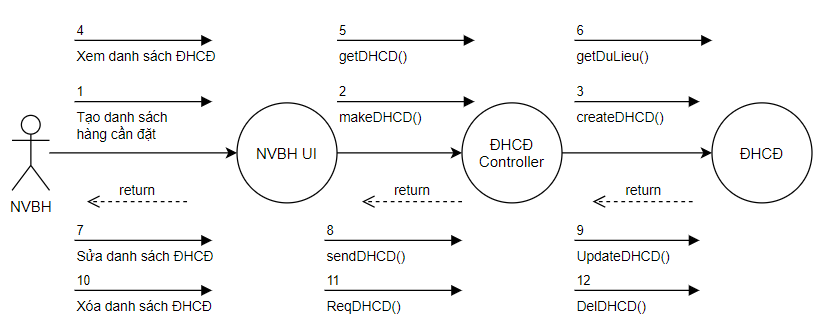 4
Xem danh sách ĐHCĐ
5
getDHCD()
6
getDuLieu()
1
Tạo danh sách
hàng cần đặt
2
makeDHCD()
3
createDHCD()
NVBH
NVBH UI
ĐHCĐ
Controller
ĐHCĐ
return
return
return
7
Sửa danh sách ĐHCĐ
8
sendDHCD()
9
UpdateDHCD()
10
Xóa danh sách ĐHCĐ
11
ReqDHCD()
12
DelDHCD()